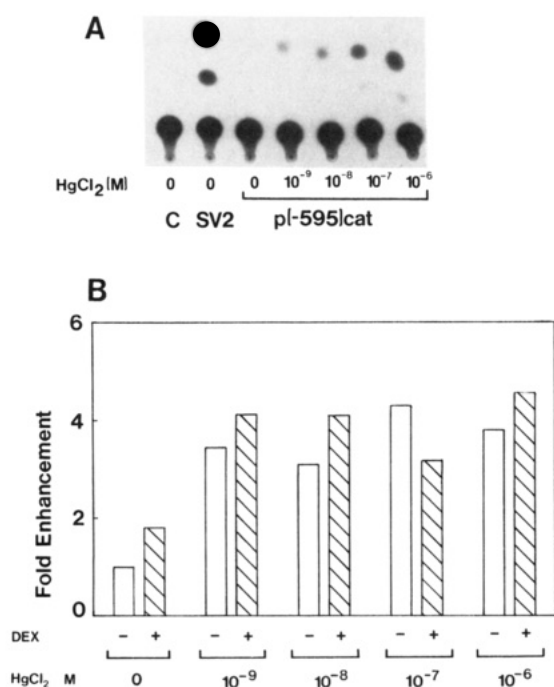 A
HgCl2 (M) 0 0 0 10-9 10-8 10-7 10-6
C SV2 p(-595)cat
B
Fold Enhancement
6
4
2
0
DEX - + - + - + - + - +
HgCl2 M 0 10-9 10-8 10-7 10-6